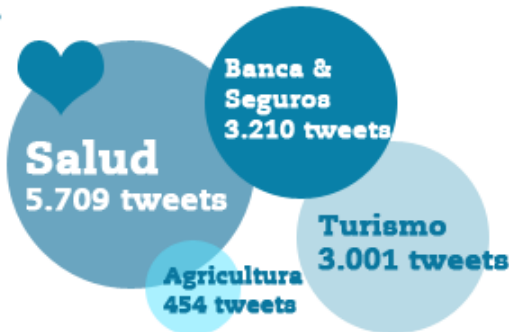 Banca &
Seguros
3.210 tweets
Salud
5.709 tweets
Turismo
3.001 tweets
Agricultura
454 tweets